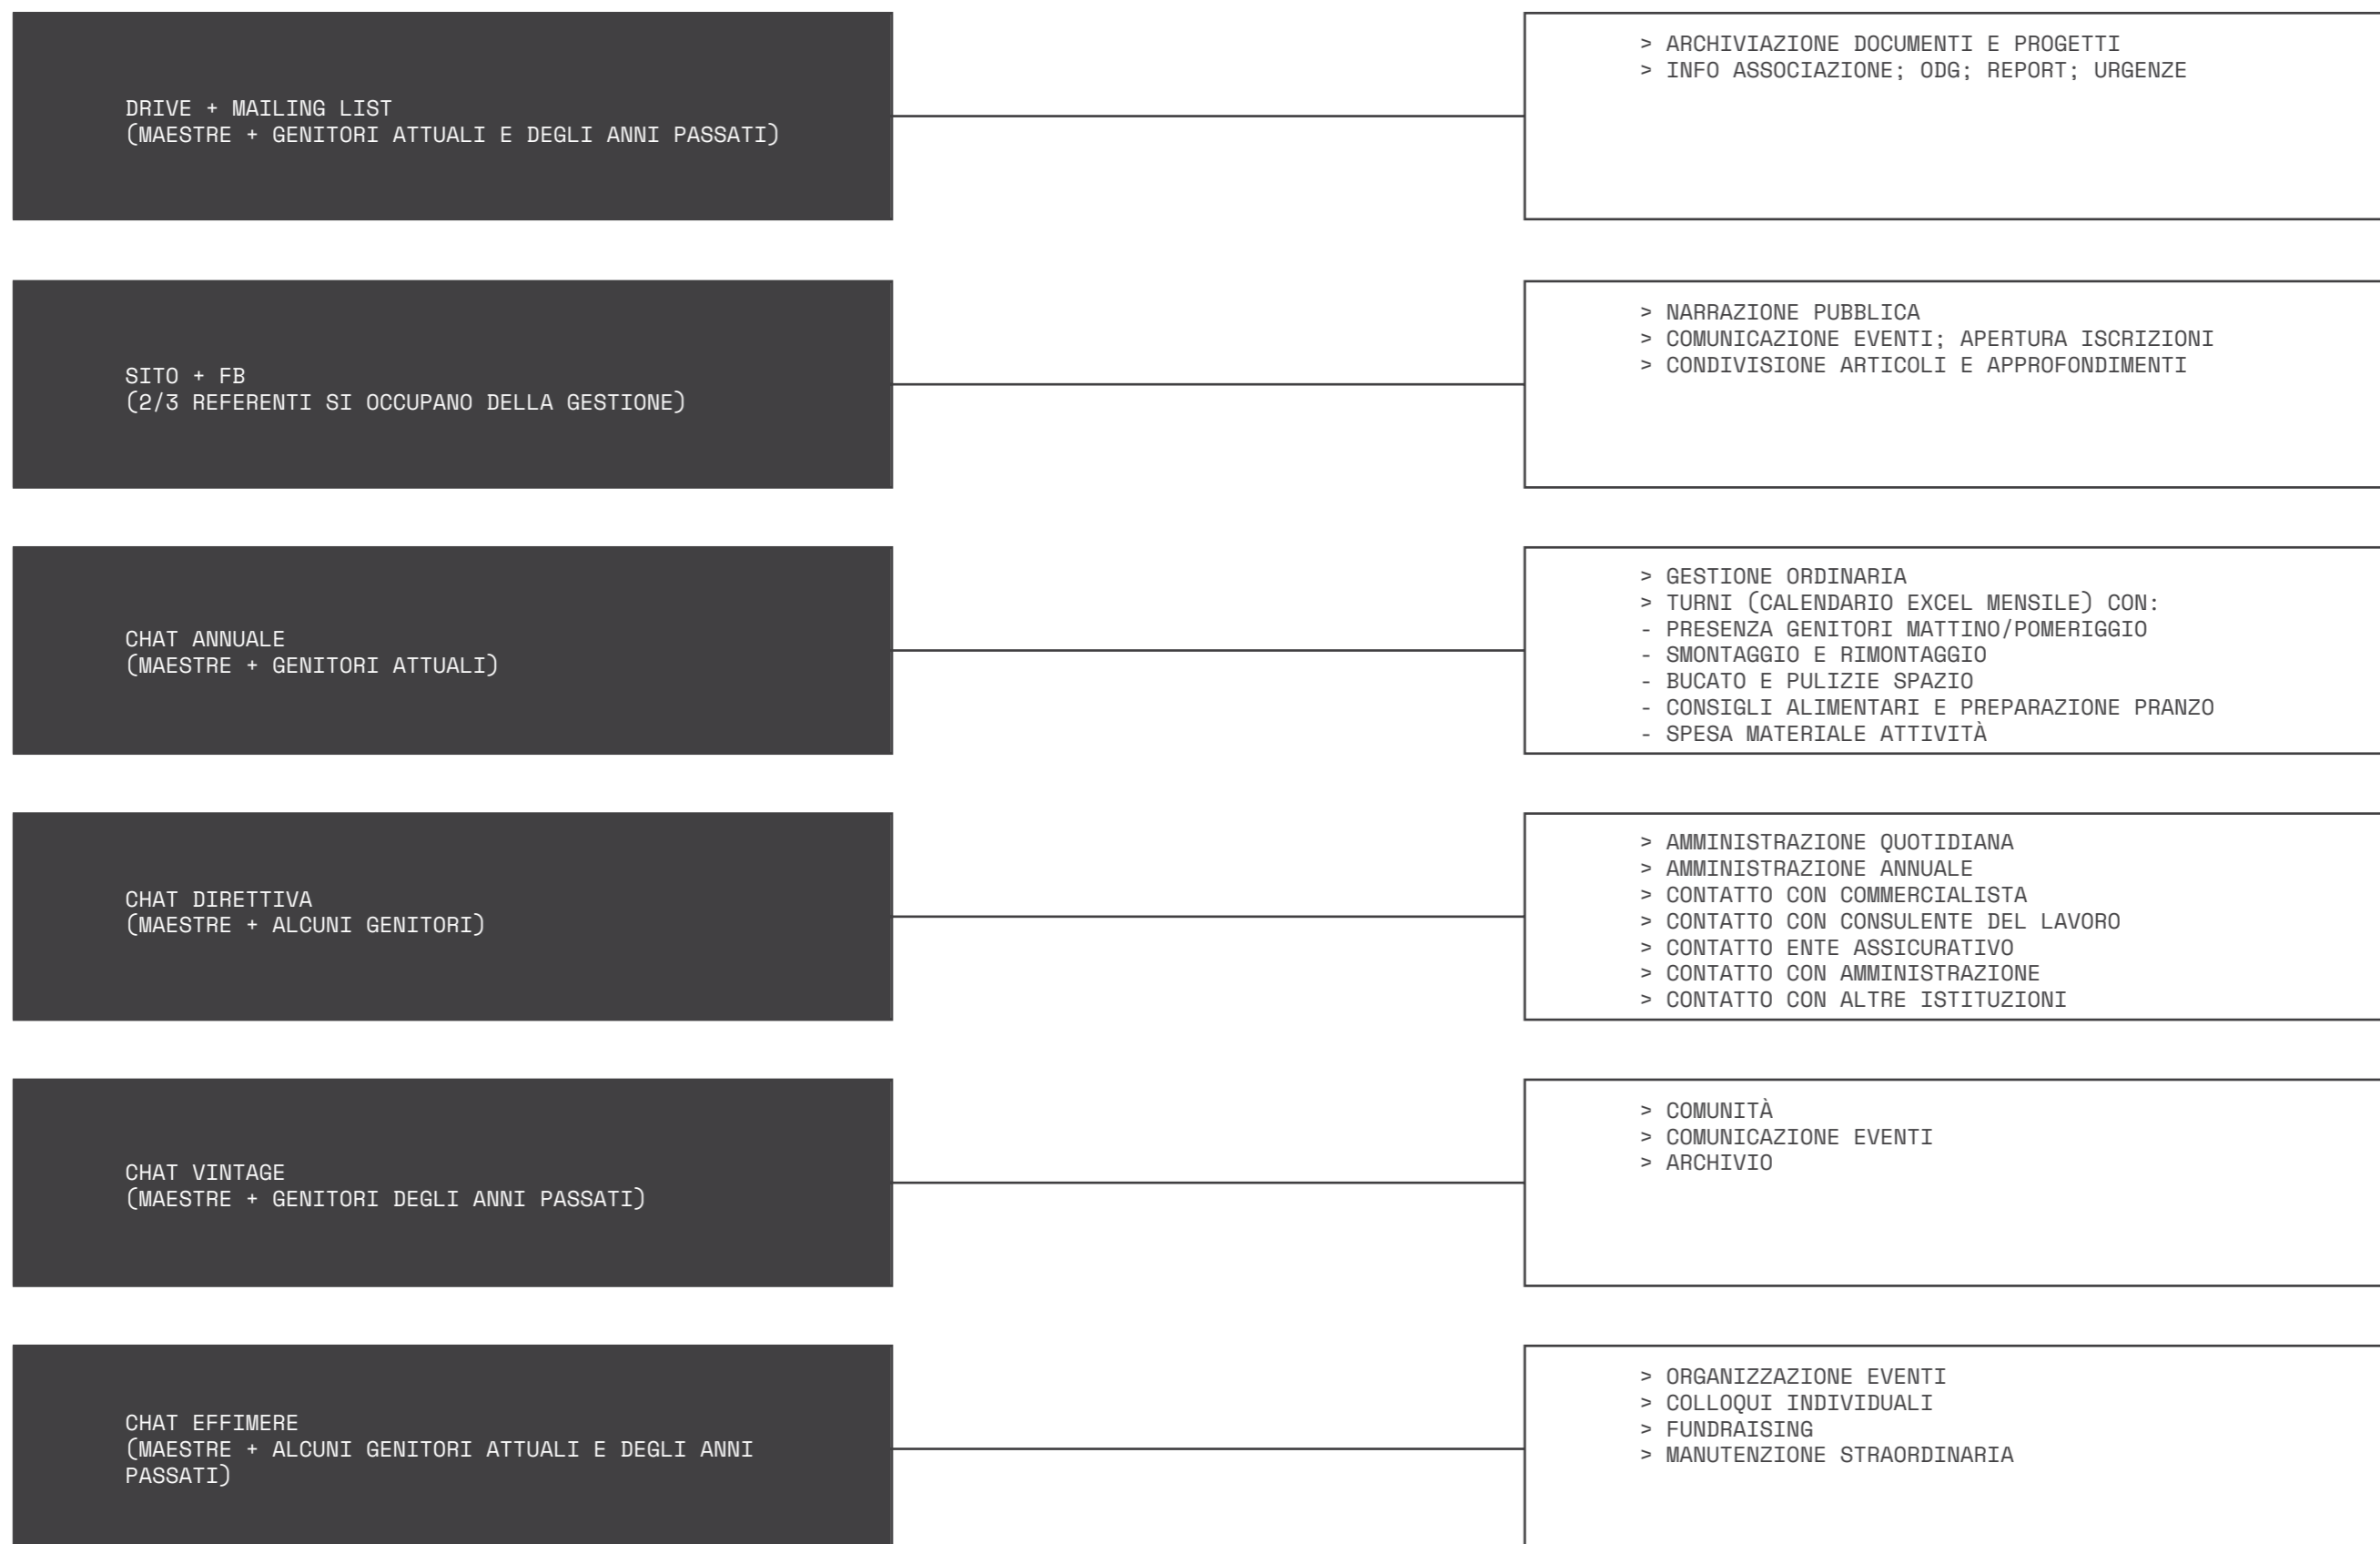 DRIVE + MAILING LIST
(MAESTRE + GENITORI ATTUALI E DEGLI ANNI PASSATI)
> ARCHIVIAZIONE DOCUMENTI E PROGETTI
> INFO ASSOCIAZIONE; ODG; REPORT; URGENZE
SITO + FB
(2/3 REFERENTI SI OCCUPANO DELLA GESTIONE)
> NARRAZIONE PUBBLICA
> COMUNICAZIONE EVENTI; APERTURA ISCRIZIONI
> CONDIVISIONE ARTICOLI E APPROFONDIMENTI
CHAT ANNUALE
(MAESTRE + GENITORI ATTUALI)
> GESTIONE ORDINARIA
> TURNI (CALENDARIO EXCEL MENSILE) CON:
- PRESENZA GENITORI MATTINO/POMERIGGIO
- SMONTAGGIO E RIMONTAGGIO
- BUCATO E PULIZIE SPAZIO
- CONSIGLI ALIMENTARI E PREPARAZIONE PRANZO
- SPESA MATERIALE ATTIVITÀ
CHAT DIRETTIVA
(MAESTRE + ALCUNI GENITORI)
> AMMINISTRAZIONE QUOTIDIANA
> AMMINISTRAZIONE ANNUALE
> CONTATTO CON COMMERCIALISTA
> CONTATTO CON CONSULENTE DEL LAVORO
> CONTATTO ENTE ASSICURATIVO
> CONTATTO CON AMMINISTRAZIONE
> CONTATTO CON ALTRE ISTITUZIONI
CHAT VINTAGE
(MAESTRE + GENITORI DEGLI ANNI PASSATI)
> COMUNITÀ
> COMUNICAZIONE EVENTI
> ARCHIVIO
CHAT EFFIMERE
(MAESTRE + ALCUNI GENITORI ATTUALI E DEGLI ANNI
PASSATI)
> ORGANIZZAZIONE EVENTI
> COLLOQUI INDIVIDUALI
> FUNDRAISING
> MANUTENZIONE STRAORDINARIA